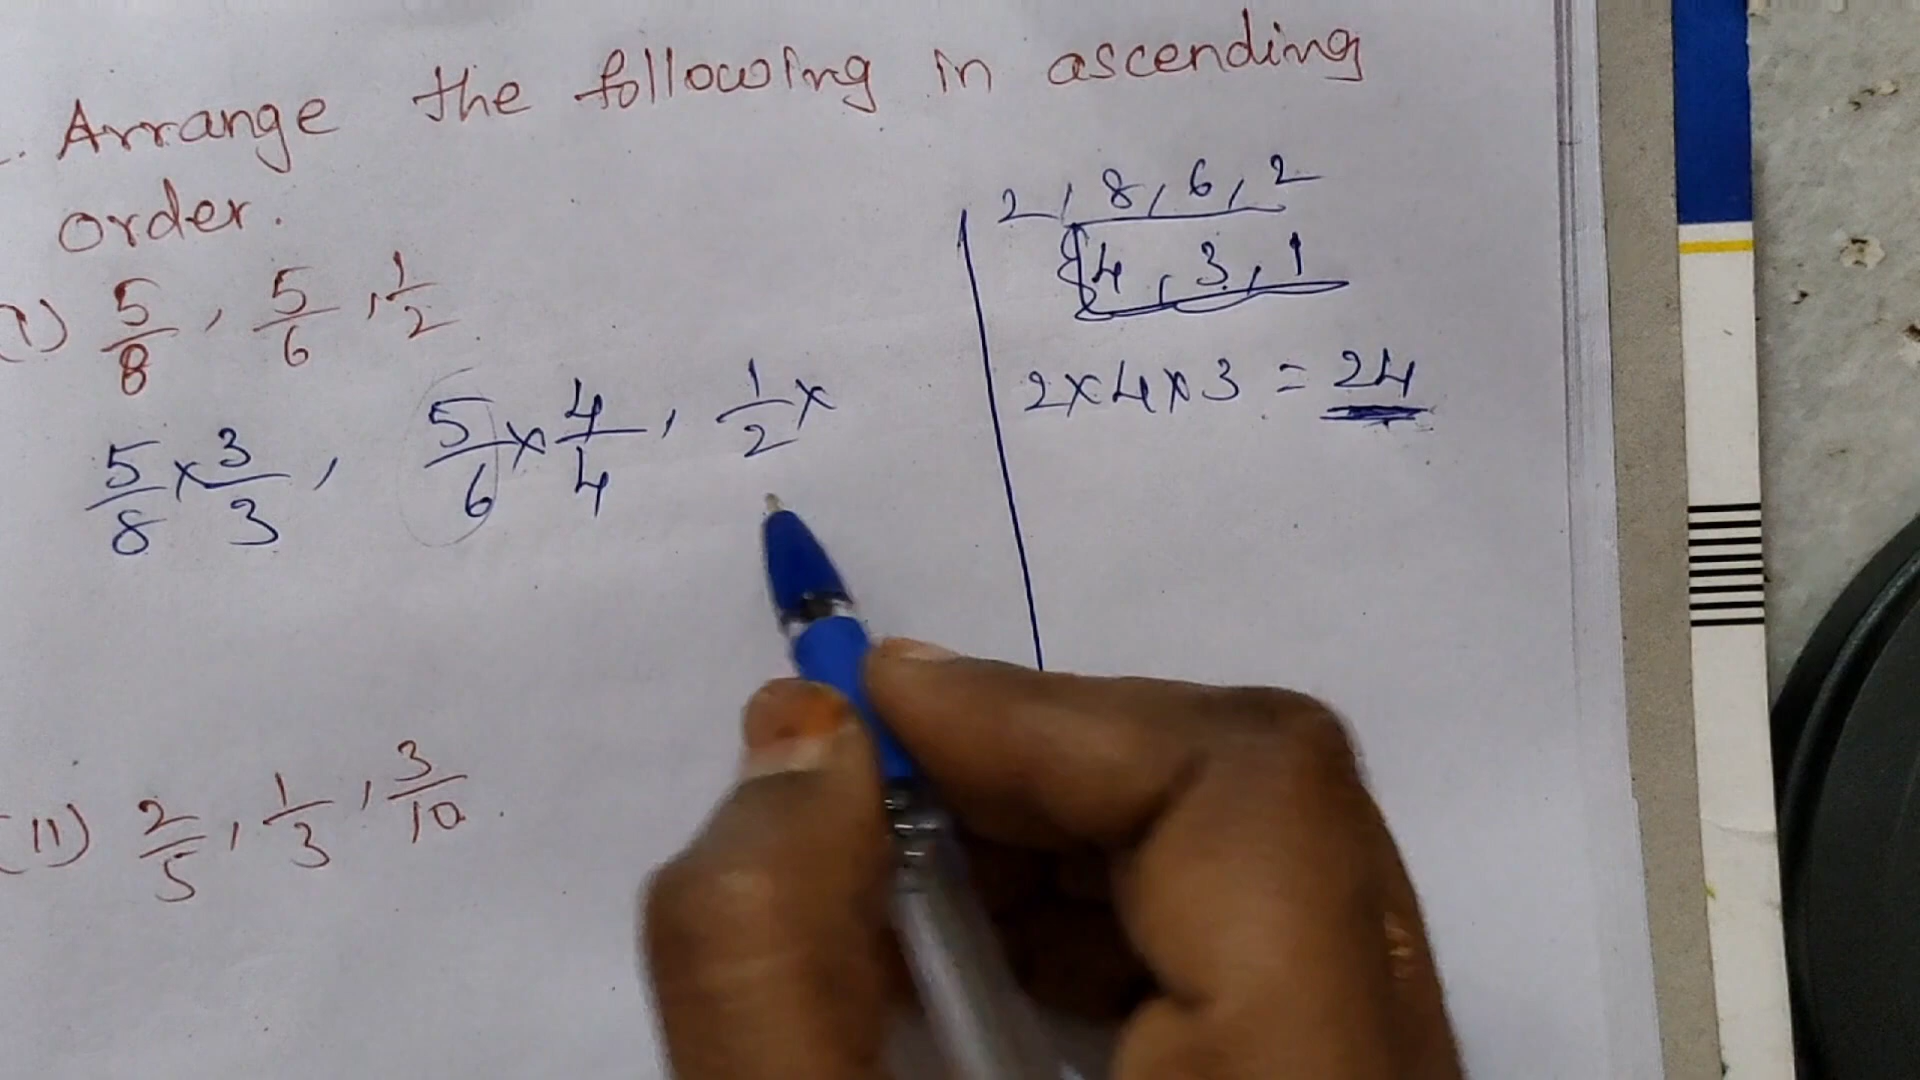 Arrange the following in ascending
order.
(i) 5/8, 5/6, 1/2
5/8 × 3/3, 5/6 × 4/4, 1/2 ×
2, 8, 6, 2
4, 3, 1
2×4×3 = 24
(ii) 2/5, 1/3, 3/10.